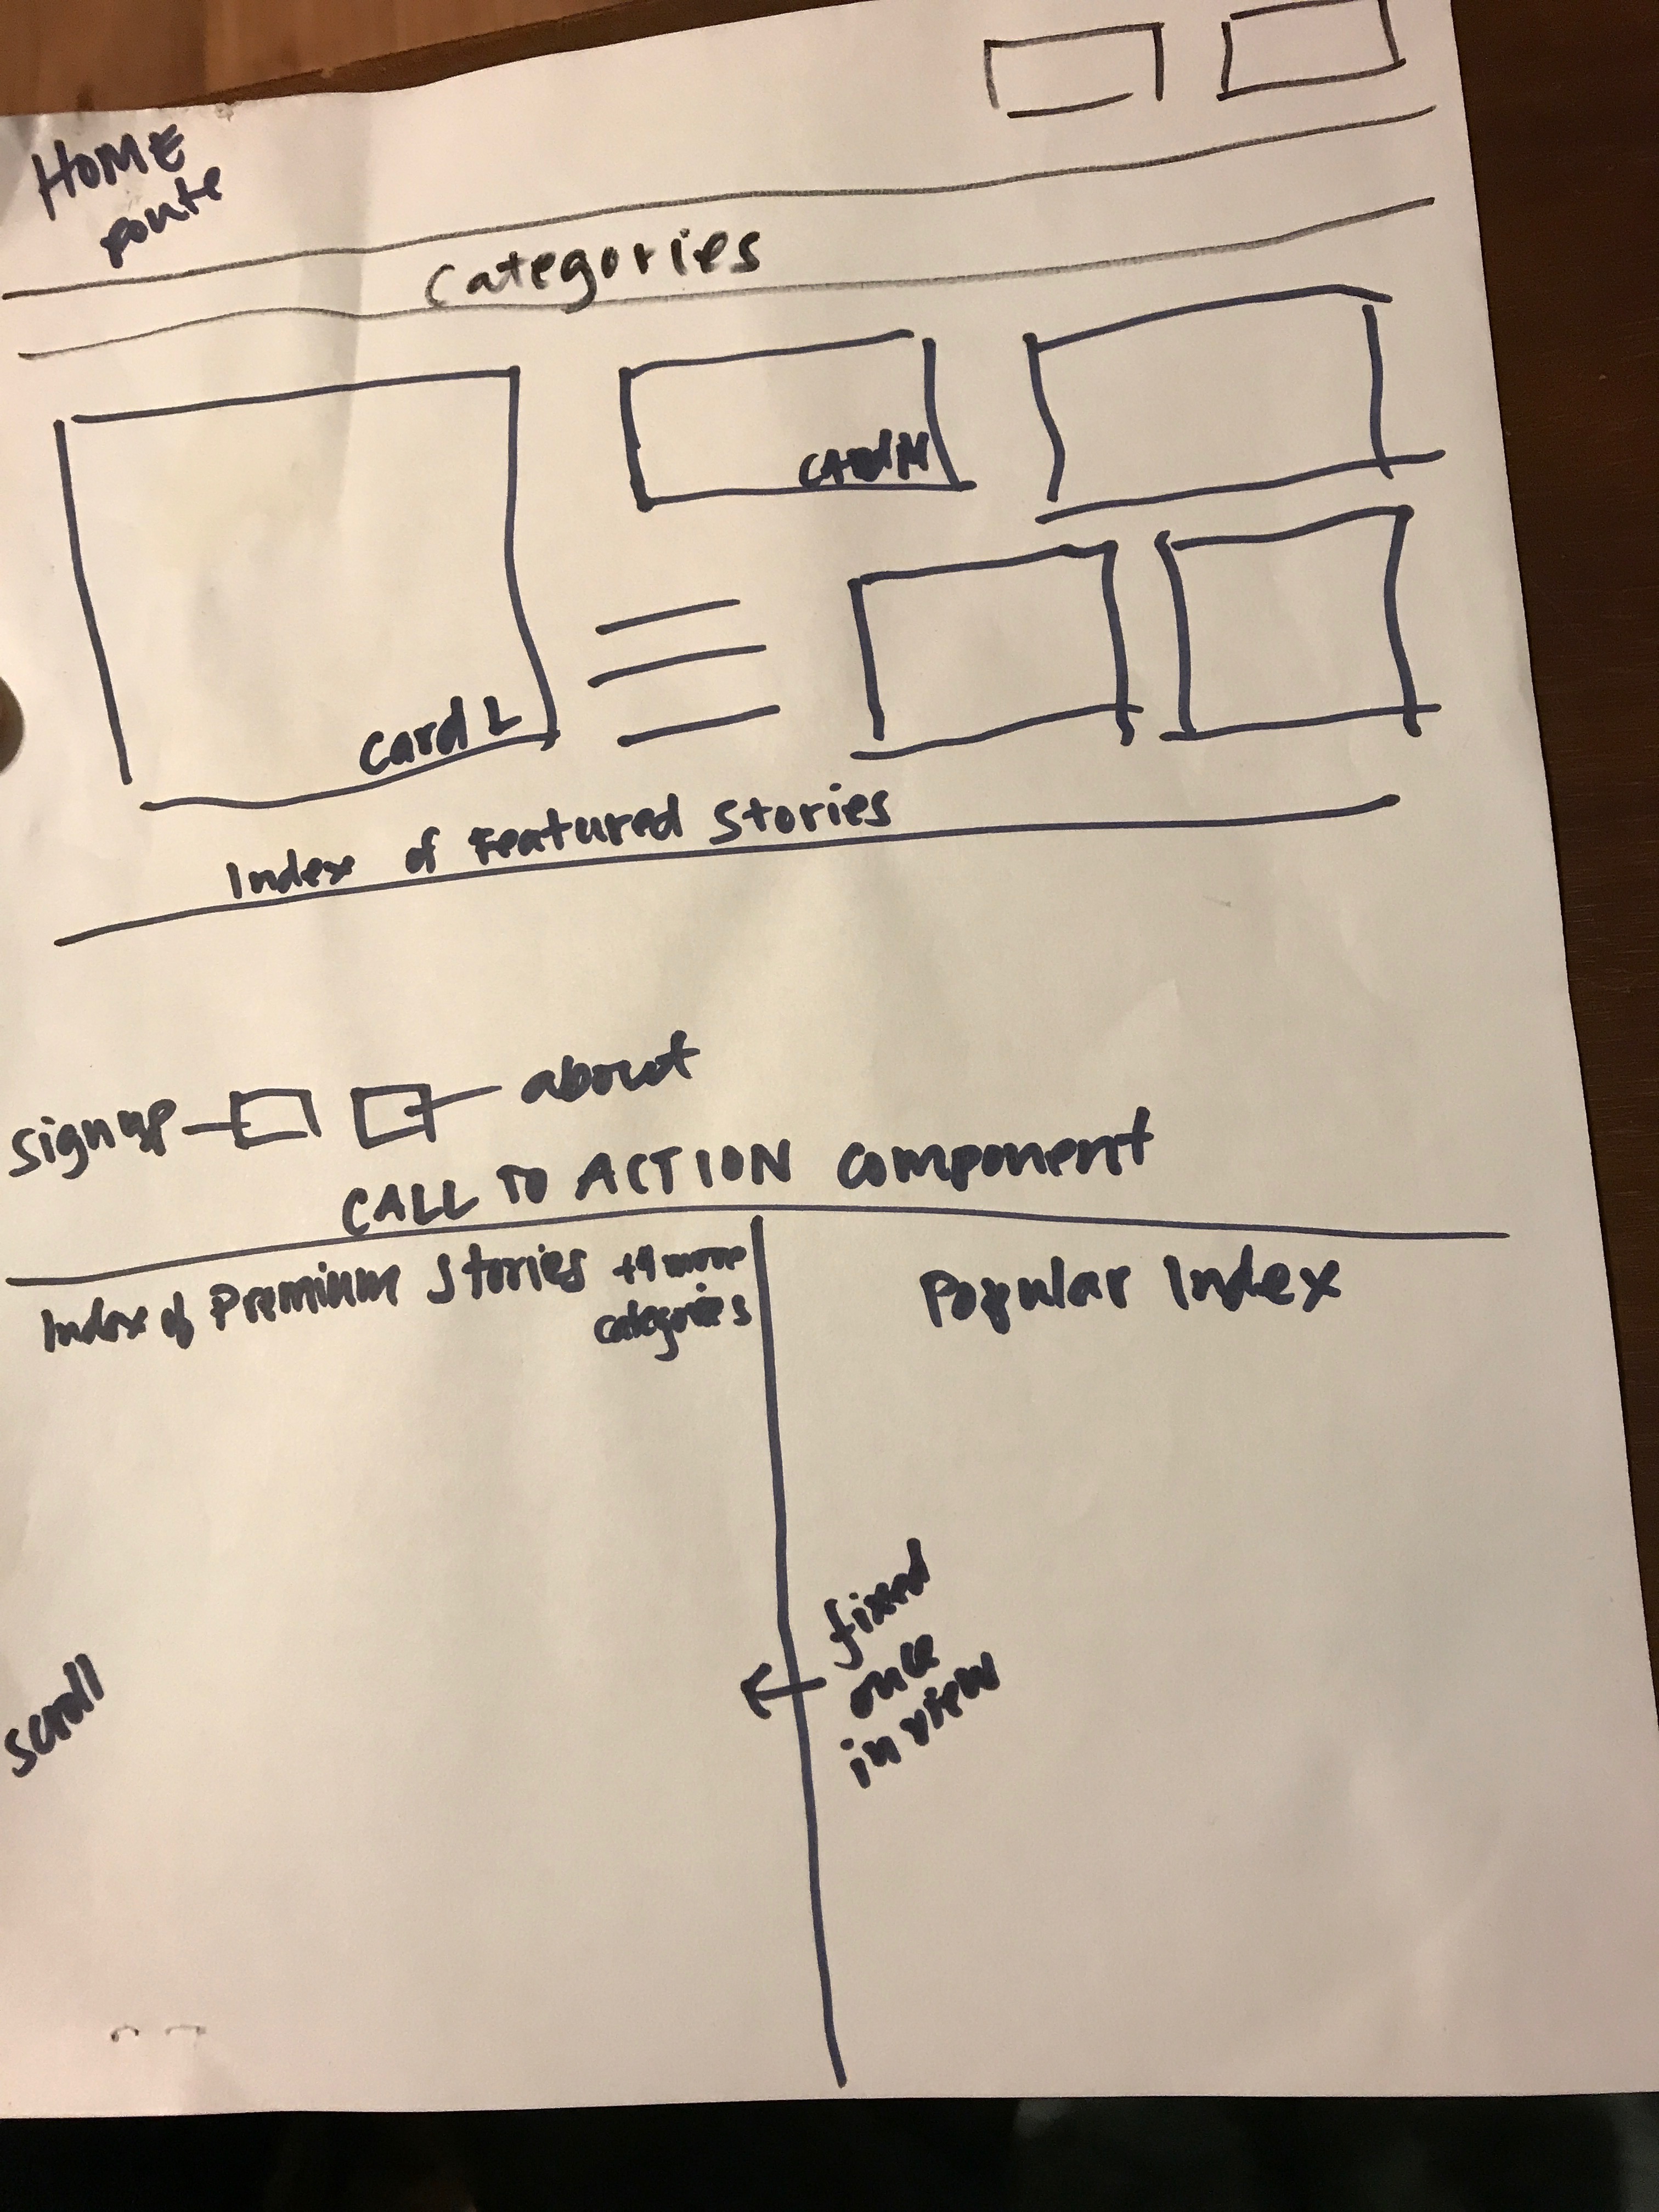 HOME
route
Categories
CARD M
Card L
Index of Featured Stories
signup
about
CALL TO ACTION component
Index of Premium Stories +4 more
categories
Popular Index
fixed
once
in view
scroll